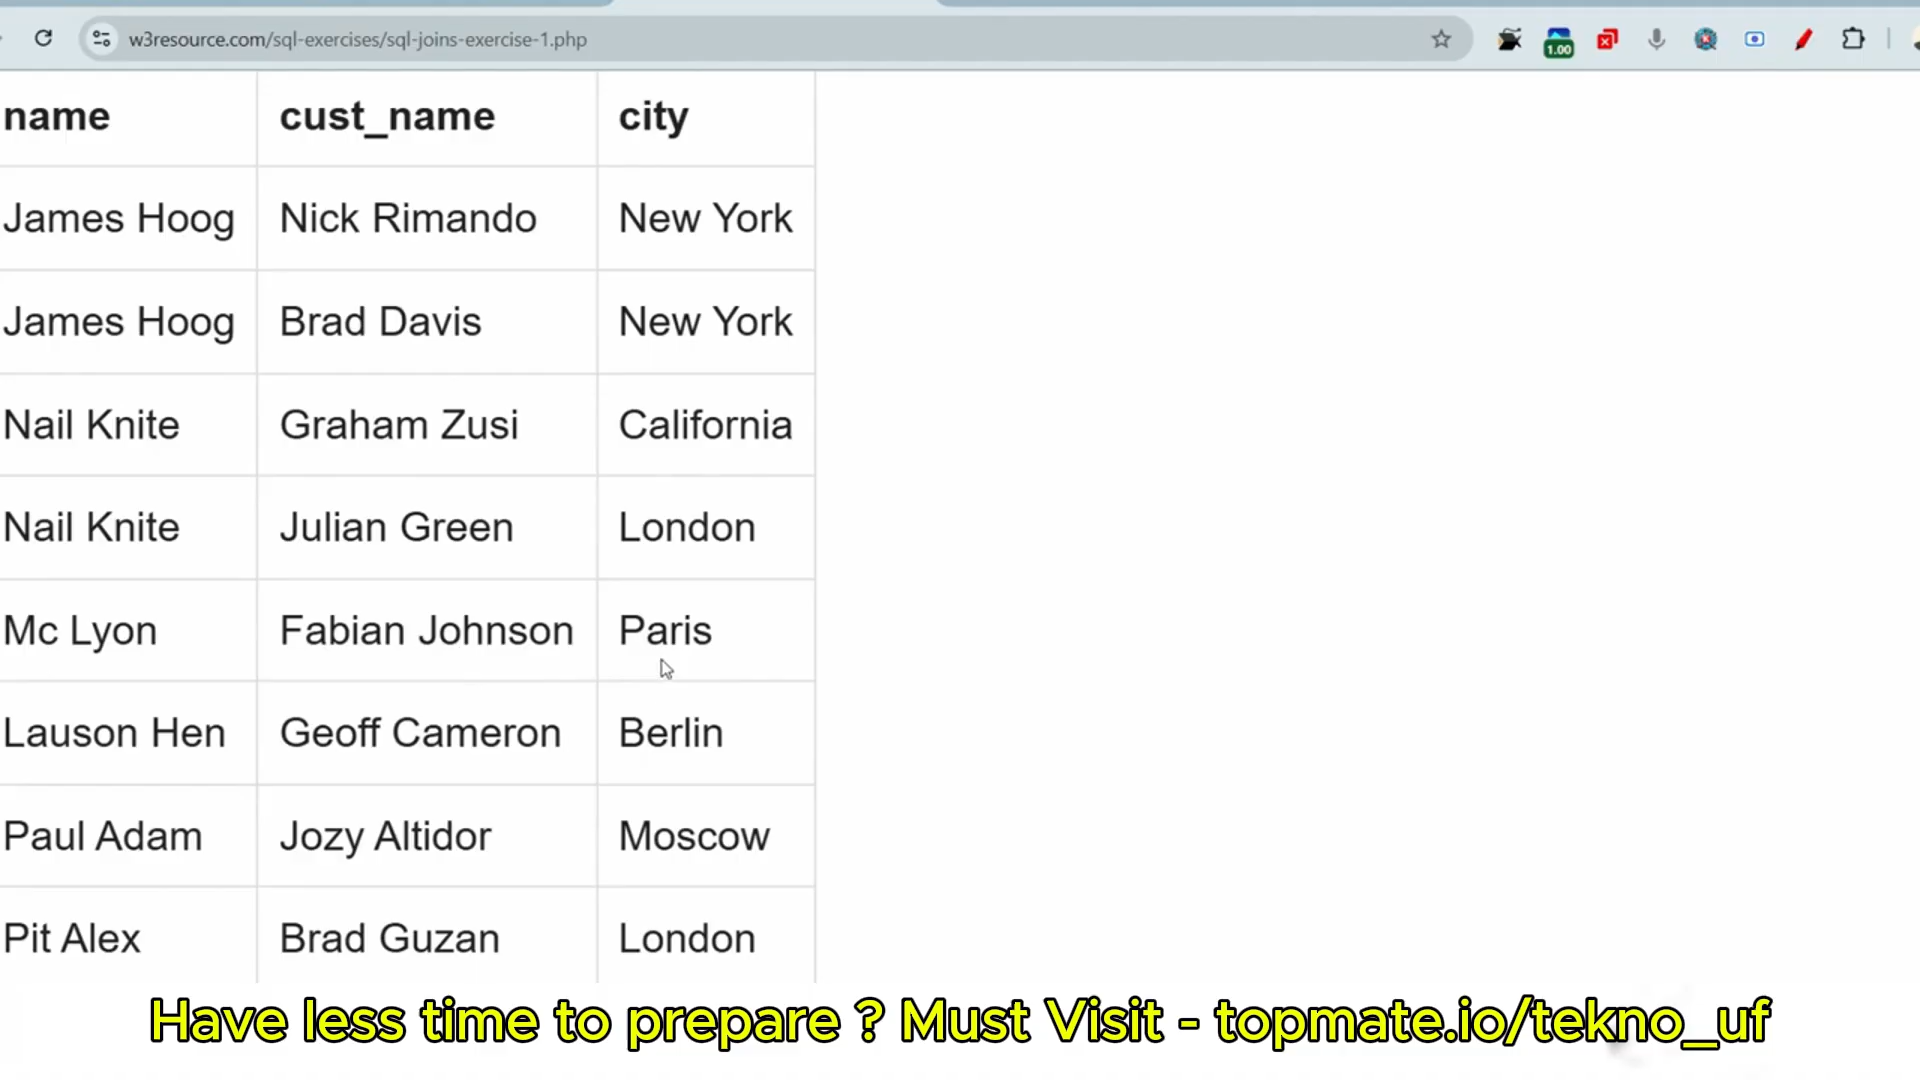 w3resource.com/sql-exercises/sql-joins-exercise-1.php
1.00
name cust_name city
James Hoog Nick Rimando New York
James Hoog Brad Davis New York
Nail Knite Graham Zusi California
Nail Knite Julian Green London
Mc Lyon Fabian Johnson Paris
Lauson Hen Geoff Cameron Berlin
Paul Adam Jozy Altidor Moscow
Pit Alex Brad Guzan London
Have less time to prepare ? Must Visit - topmate.io/tekno_uf